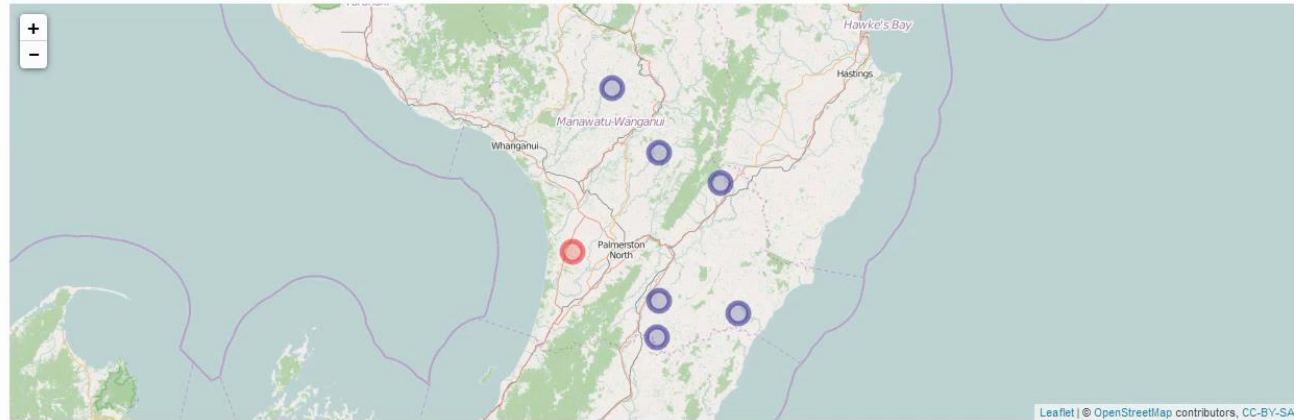 +
−
Hawke's Bay
Hastings
Manawatu-Wanganui
Whanganui
Palmerston
North
Leaflet | © OpenStreetMap contributors, CC-BY-SA